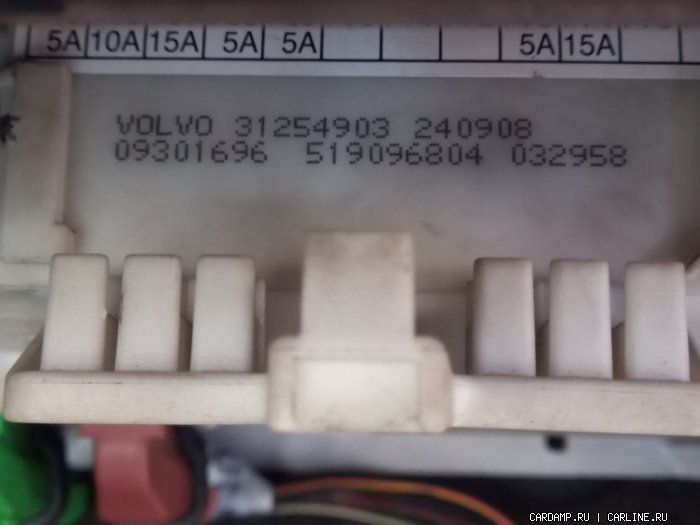 5A 10A 15A 5A 5A 5A 15A
VOLVO 31254903 240908
09301696 519096804 032958
CARDAMP.RU | CARLINE.RU